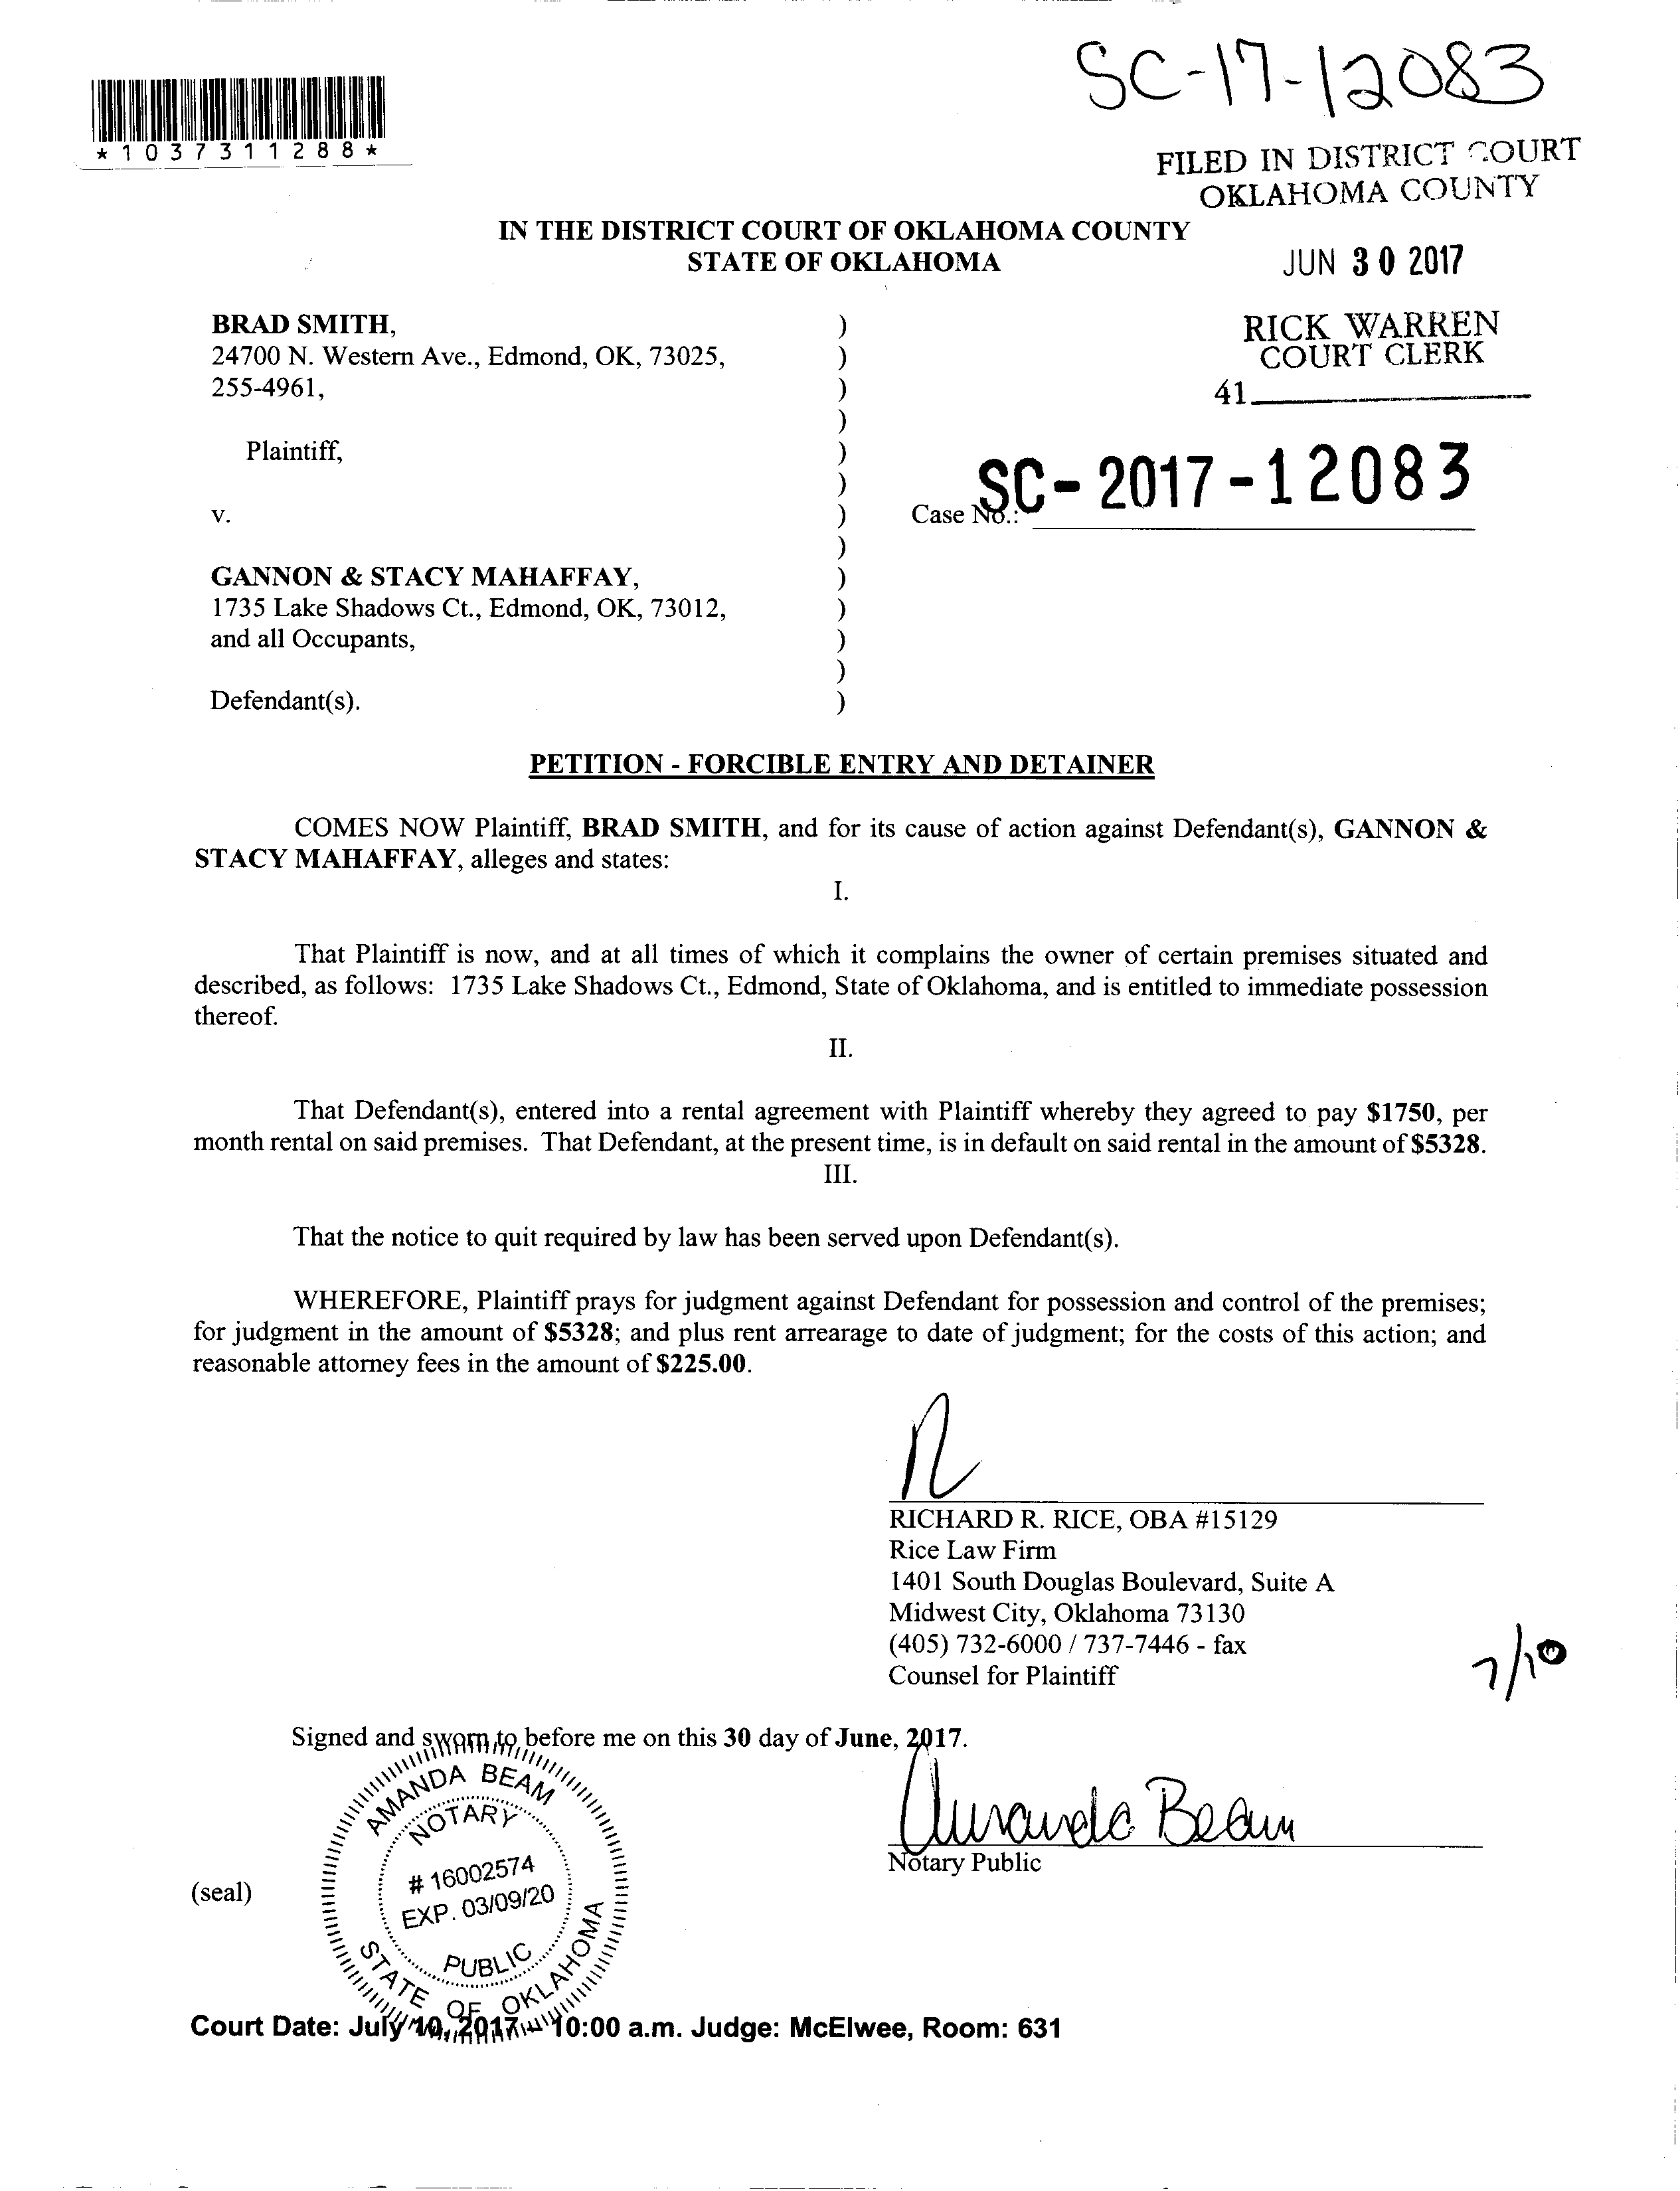 SC-17-12083
*1037311288*
FILED IN DISTRICT COURT
OKLAHOMA COUNTY
IN THE DISTRICT COURT OF OKLAHOMA COUNTY
STATE OF OKLAHOMA
JUN 30 2017
RICK WARREN
COURT CLERK
41
BRAD SMITH, )
24700 N. Western Ave., Edmond, OK, 73025, )
255-4961, )
)
Plaintiff, )
)
v. )
Case No.: SC-2017-12083
)
GANNON & STACY MAHAFFAY, )
1735 Lake Shadows Ct., Edmond, OK, 73012, )
and all Occupants, )
)
Defendant(s). )
PETITION - FORCIBLE ENTRY AND DETAINER
COMES NOW Plaintiff, BRAD SMITH, and for its cause of action against Defendant(s), GANNON &
STACY MAHAFFAY, alleges and states:
I.
That Plaintiff is now, and at all times of which it complains the owner of certain premises situated and
described, as follows: 1735 Lake Shadows Ct., Edmond, State of Oklahoma, and is entitled to immediate possession
thereof.
II.
That Defendant(s), entered into a rental agreement with Plaintiff whereby they agreed to pay $1750, per
month rental on said premises. That Defendant, at the present time, is in default on said rental in the amount of $5328.
III.
That the notice to quit required by law has been served upon Defendant(s).
WHEREFORE, Plaintiff prays for judgment against Defendant for possession and control of the premises;
for judgment in the amount of $5328; and plus rent arrearage to date of judgment; for the costs of this action; and
reasonable attorney fees in the amount of $225.00.
RICHARD R. RICE, OBA #15129
Rice Law Firm
1401 South Douglas Boulevard, Suite A
Midwest City, Oklahoma 73130
(405) 732-6000 / 737-7446 - fax
Counsel for Plaintiff
7/10
Signed and sworn to before me on this 30 day of June, 2017.
Amanda Beam
Notary Public
(seal)
AMANDA BEAM
NOTARY
# 16002574
EXP. 03/09/20
PUBLIC
STATE OF OKLAHOMA
Court Date: July 10, 2017 10:00 a.m. Judge: McElwee, Room: 631